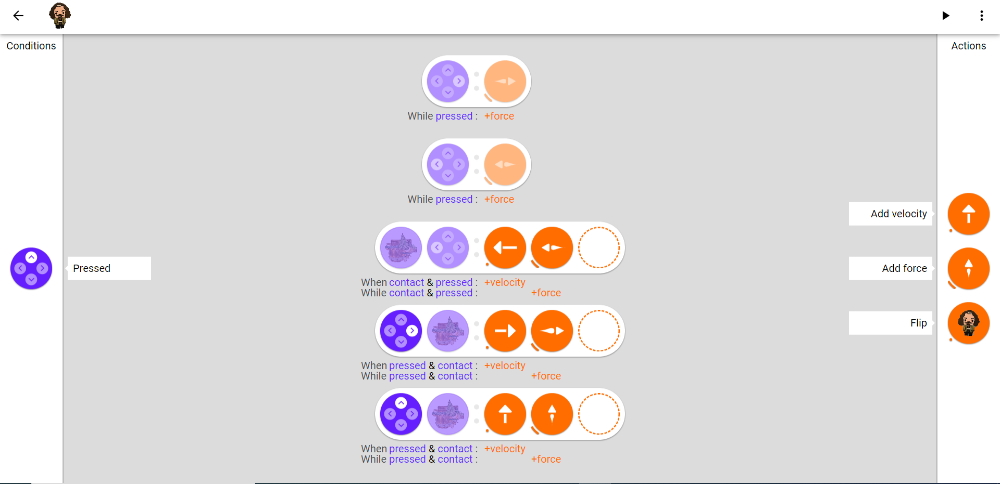 Conditions
Actions
While pressed : +force
While pressed : +force
Add velocity
Pressed
Add force
When contact & pressed : +velocity
While contact & pressed : +force
Flip
When pressed & contact : +velocity
While pressed & contact : +force
When pressed & contact : +velocity
While pressed & contact : +force